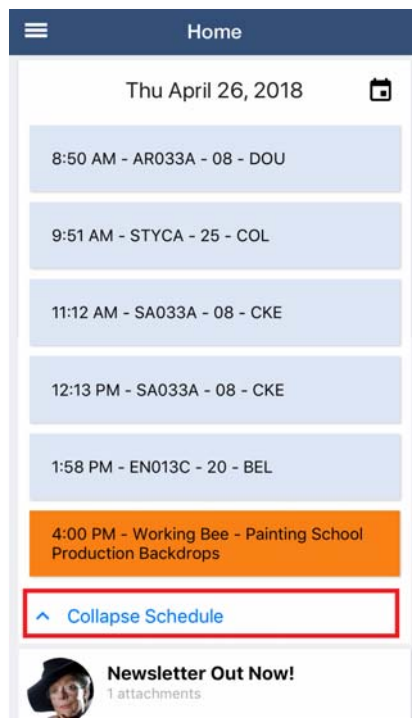 Home
Thu April 26, 2018
8:50 AM - AR033A - 08 - DOU
9:51 AM - STYCA - 25 - COL
11:12 AM - SA033A - 08 - CKE
12:13 PM - SA033A - 08 - CKE
1:58 PM - EN013C - 20 - BEL
4:00 PM - Working Bee - Painting School
Production Backdrops
Collapse Schedule
Newsletter Out Now!
1 attachments